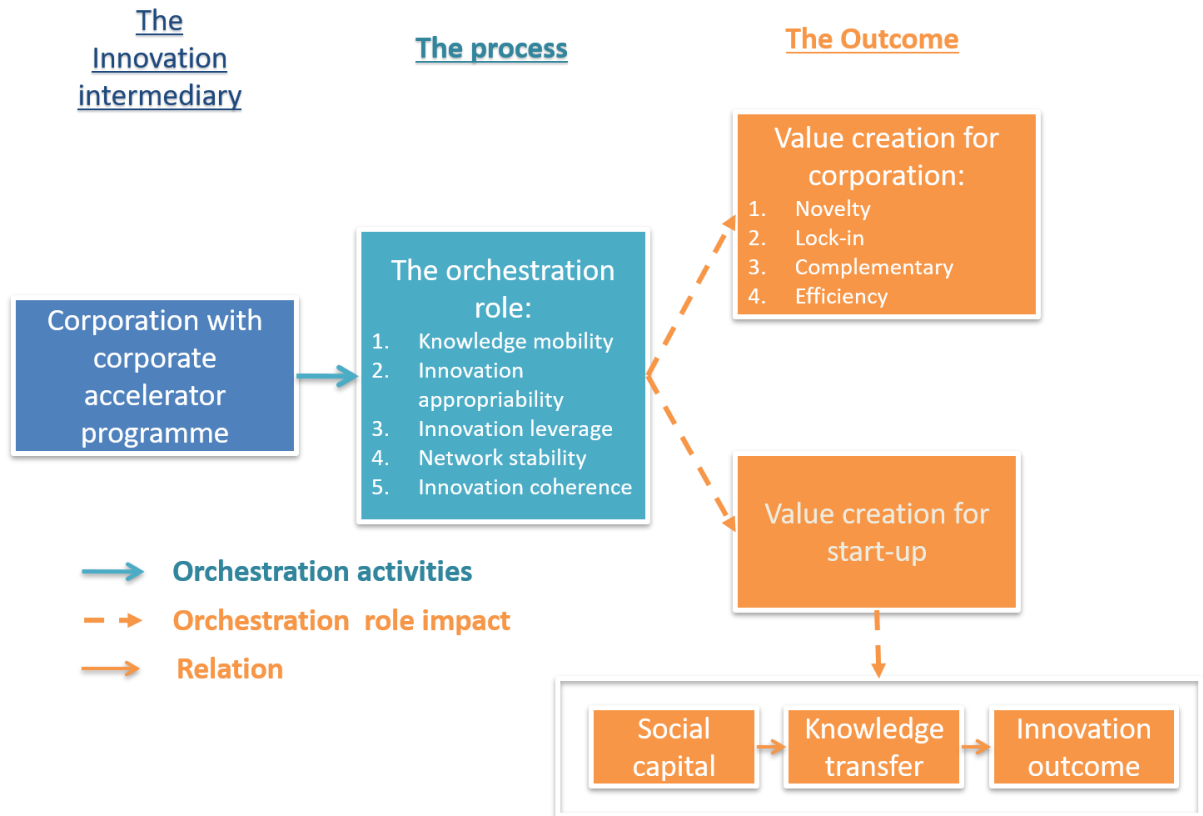 The
Innovation
intermediary
The process
The Outcome
Corporation with
corporate
accelerator
programme
The orchestration
role:
1. Knowledge mobility
2. Innovation
appropriability
3. Innovation leverage
4. Network stability
5. Innovation coherence
Value creation for
corporation:
1. Novelty
2. Lock-in
3. Complementary
4. Efficiency
Value creation for
start-up
Orchestration activities
Orchestration role impact
Relation
Social
capital
Knowledge
transfer
Innovation
outcome